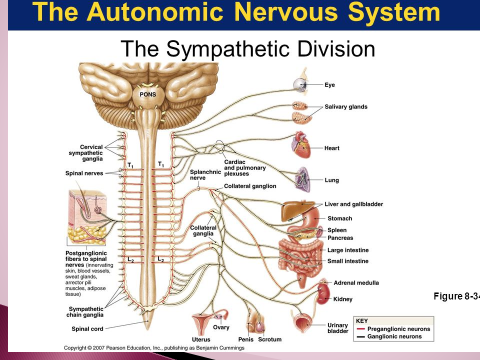 The Autonomic Nervous System
The Sympathetic Division
PONS
Eye
Salivary glands
Cervical
sympathetic
ganglia
Heart
T1
T1
Cardiac
and pulmonary
plexuses
Spinal nerves
Splanchnic
nerve
Lung
Collateral ganglion
Liver and gallbladder
Stomach
Collateral
ganglia
Spleen
Pancreas
Postganglionic
fibers to spinal
nerves (innervating
skin, blood vessels,
sweat glands,
arrector pili
muscles, adipose
tissue)
Large intestine
Small intestine
L2
L2
Adrenal medulla
Figure 8-34
Kidney
Sympathetic
chain ganglia
Spinal cord
Ovary
Uterus
Penis
Scrotum
Urinary
bladder
KEY
Preganglionic neurons
Ganglionic neurons
Copyright © 2007 Pearson Education, Inc., publishing as Benjamin Cummings